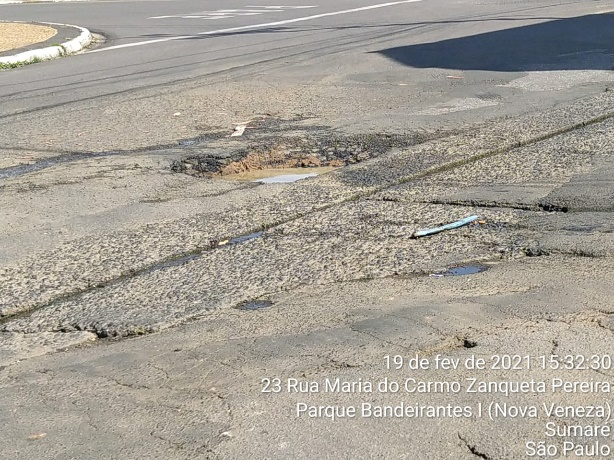 19 de fev de 2021 15:32:30
23 Rua Maria do Carmo Zanqueta Pereira
Parque Bandeirantes I (Nova Veneza)
Sumaré
São Paulo